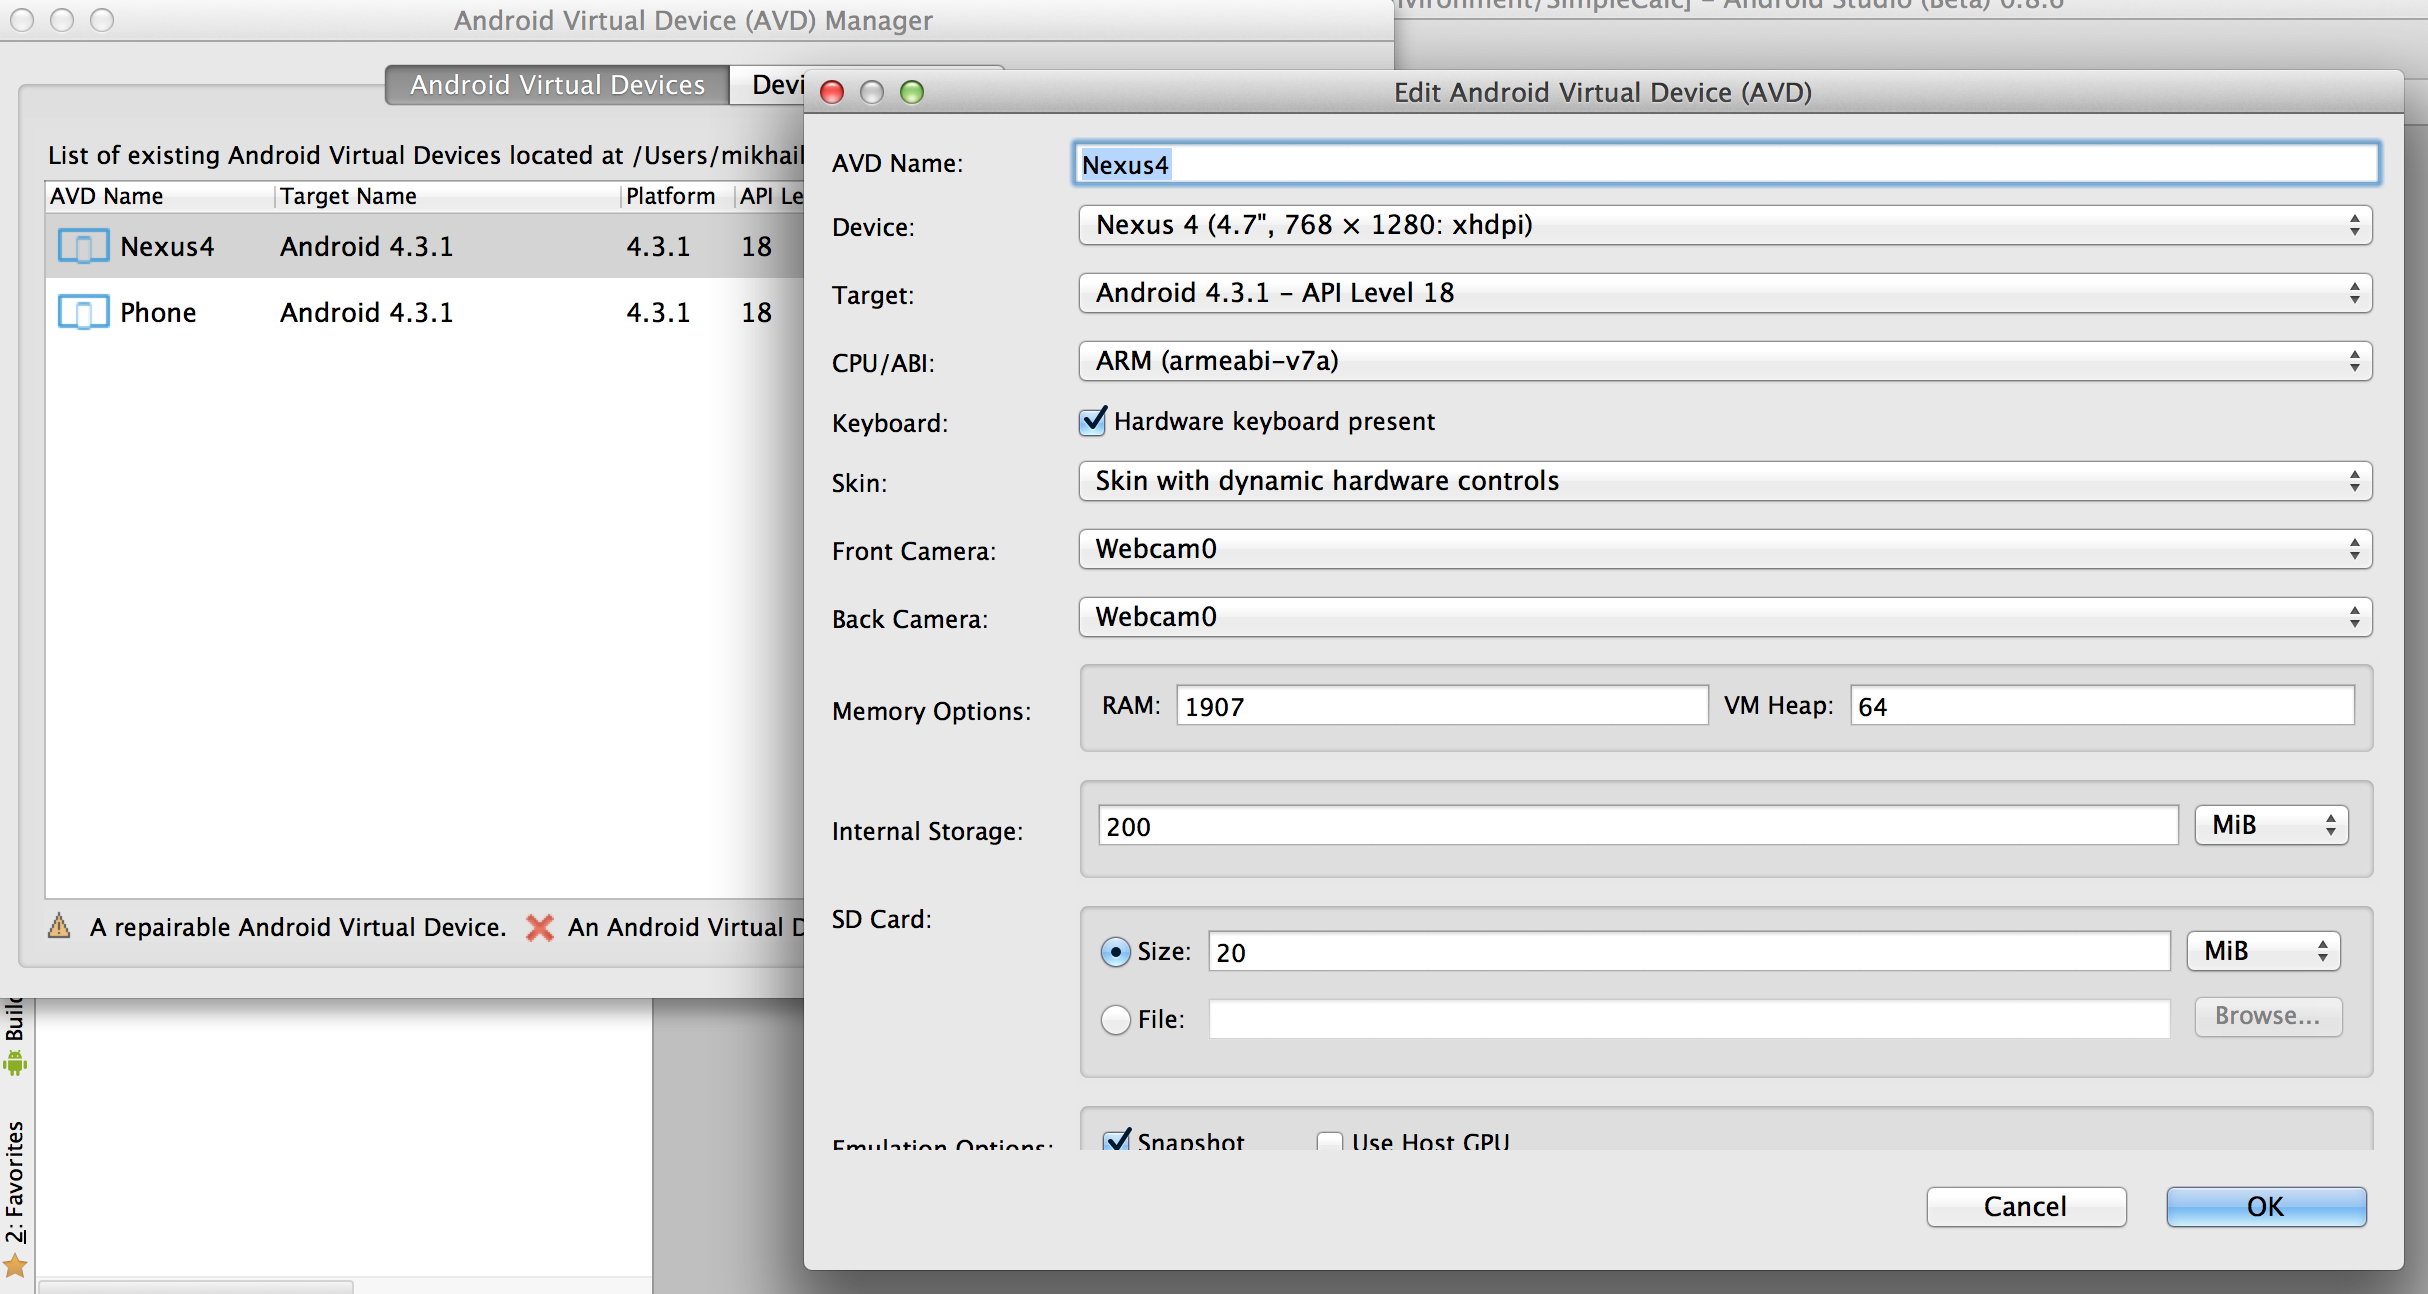 Android Virtual Device (AVD) Manager
nvironment/SimpleCalc] - Android Studio (Beta) 0.8.6
Android Virtual Devices
Devi
List of existing Android Virtual Devices located at /Users/mikhail
AVD Name Target Name Platform API Le
Nexus4 Android 4.3.1 4.3.1 18
Phone Android 4.3.1 4.3.1 18
A repairable Android Virtual Device. An Android Virtual D
Build
2: Favorites
Edit Android Virtual Device (AVD)
AVD Name: Nexus4
Device: Nexus 4 (4.7", 768 × 1280: xhdpi)
Target: Android 4.3.1 – API Level 18
CPU/ABI: ARM (armeabi-v7a)
Keyboard: Hardware keyboard present
Skin: Skin with dynamic hardware controls
Front Camera: Webcam0
Back Camera: Webcam0
Memory Options: RAM: 1907 VM Heap: 64
Internal Storage: 200 MiB
SD Card:
Size: 20 MiB
File: Browse...
Emulation Options: Snapshot Use Host GPU
Cancel OK